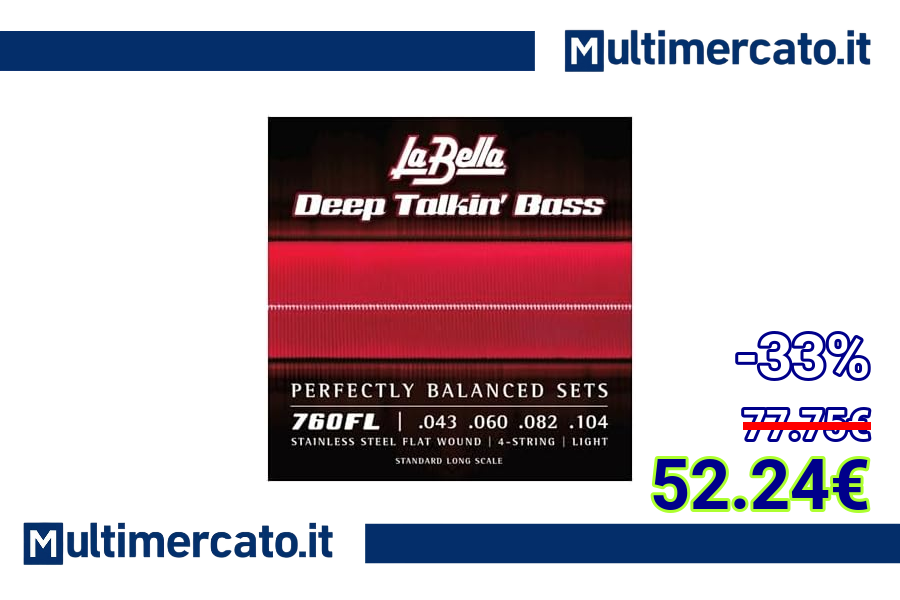 Multimercato.it
La Bella
Deep Talkin' Bass
PERFECTLY BALANCED SETS
760FL | .043 .060 .082 .104
STAINLESS STEEL FLAT WOUND | 4-STRING | LIGHT
STANDARD LONG SCALE
-33%
77.75€
52.24€
Multimercato.it